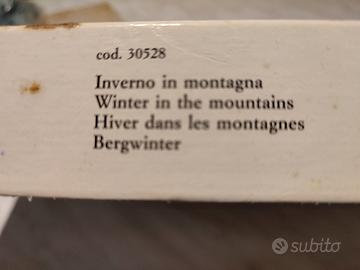 cod. 30528
Inverno in montagna
Winter in the mountains
Hiver dans les montagnes
Bergwinter
subito